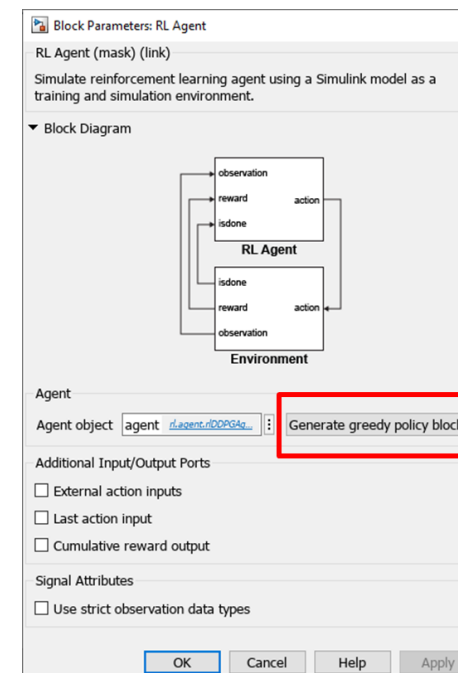 Block Parameters: RL Agent
RL Agent (mask) (link)
Simulate reinforcement learning agent using a Simulink model as a
training and simulation environment.
Block Diagram
observation
reward action
isdone
RL Agent
isdone
reward action
observation
Environment
Agent
Agent object agent rl.agent.rlDDPGAg... Generate greedy policy block
Additional Input/Output Ports
External action inputs
Last action input
Cumulative reward output
Signal Attributes
Use strict observation data types
OK Cancel Help Apply